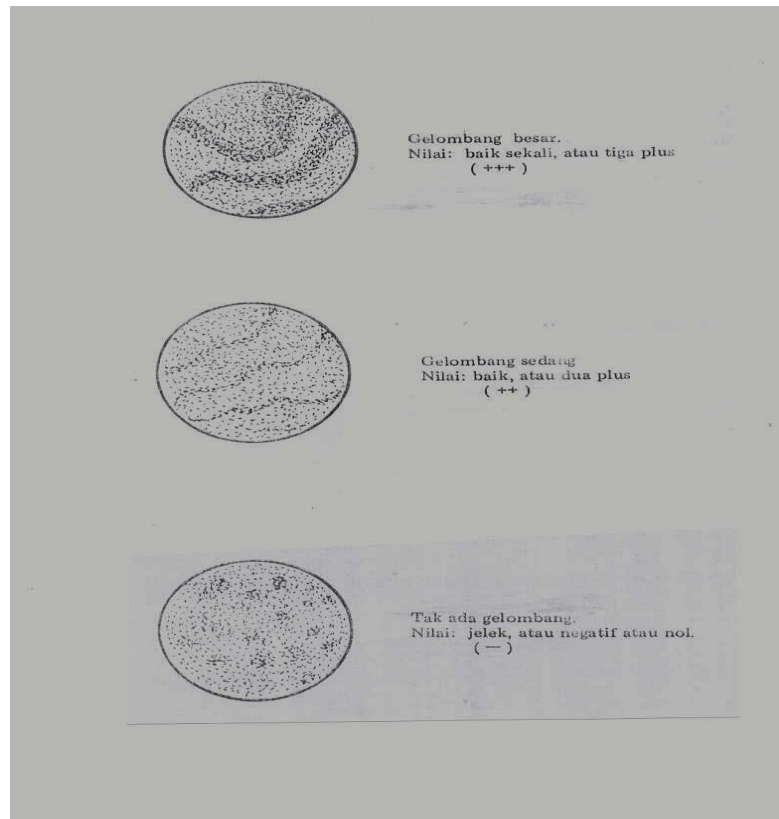 Gelombang besar.
Nilai: baik sekali, atau tiga plus
( +++ )
Gelombang sedang
Nilai: baik, atau dua plus
( ++ )
Tak ada gelombang.
Nilai: jelek, atau negatif atau nol.
( — )